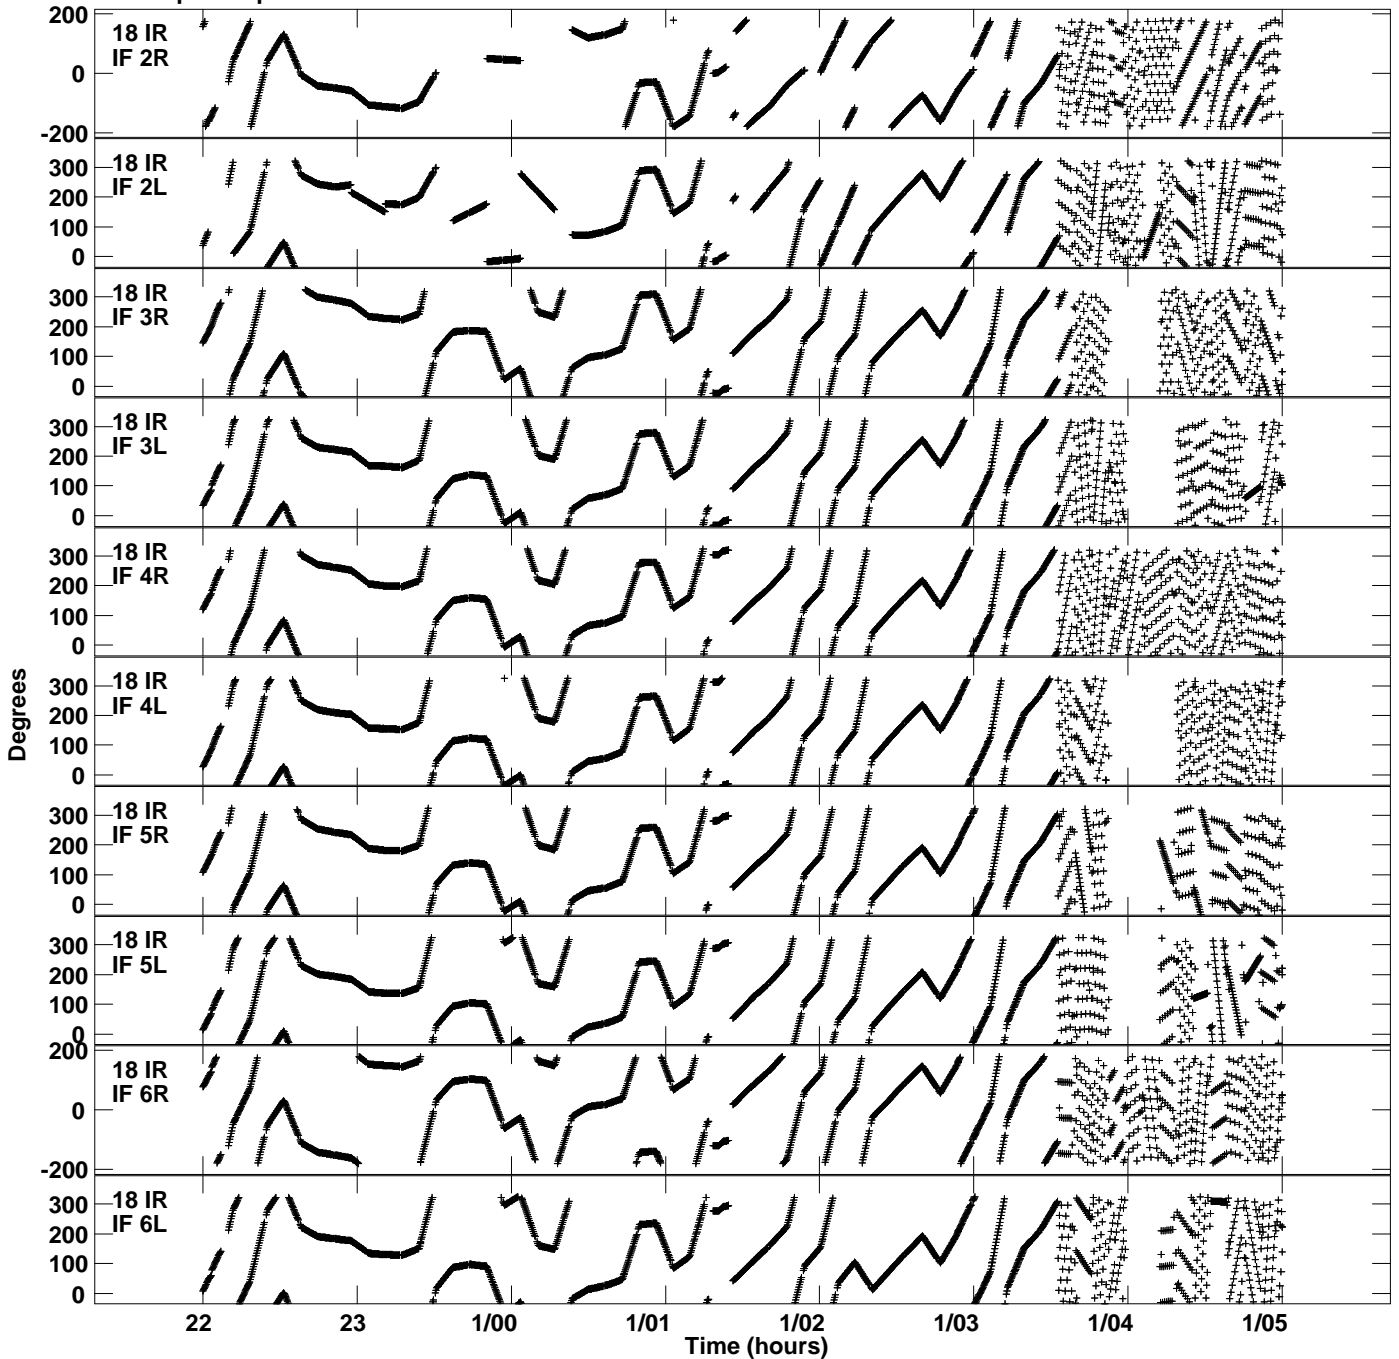 18 IR
IF 2R
200
0
-200
18 IR
IF 2L
300
200
100
0
18 IR
IF 3R
300
200
100
0
18 IR
IF 3L
300
200
100
0
18 IR
IF 4R
300
200
100
0
18 IR
IF 4L
300
200
100
0
18 IR
IF 5R
300
200
100
0
18 IR
IF 5L
300
200
100
0
18 IR
IF 6R
200
0
-200
18 IR
IF 6L
300
200
100
0
Degrees
22 23 1/00 1/01 1/02 1/03 1/04 1/05
Time (hours)